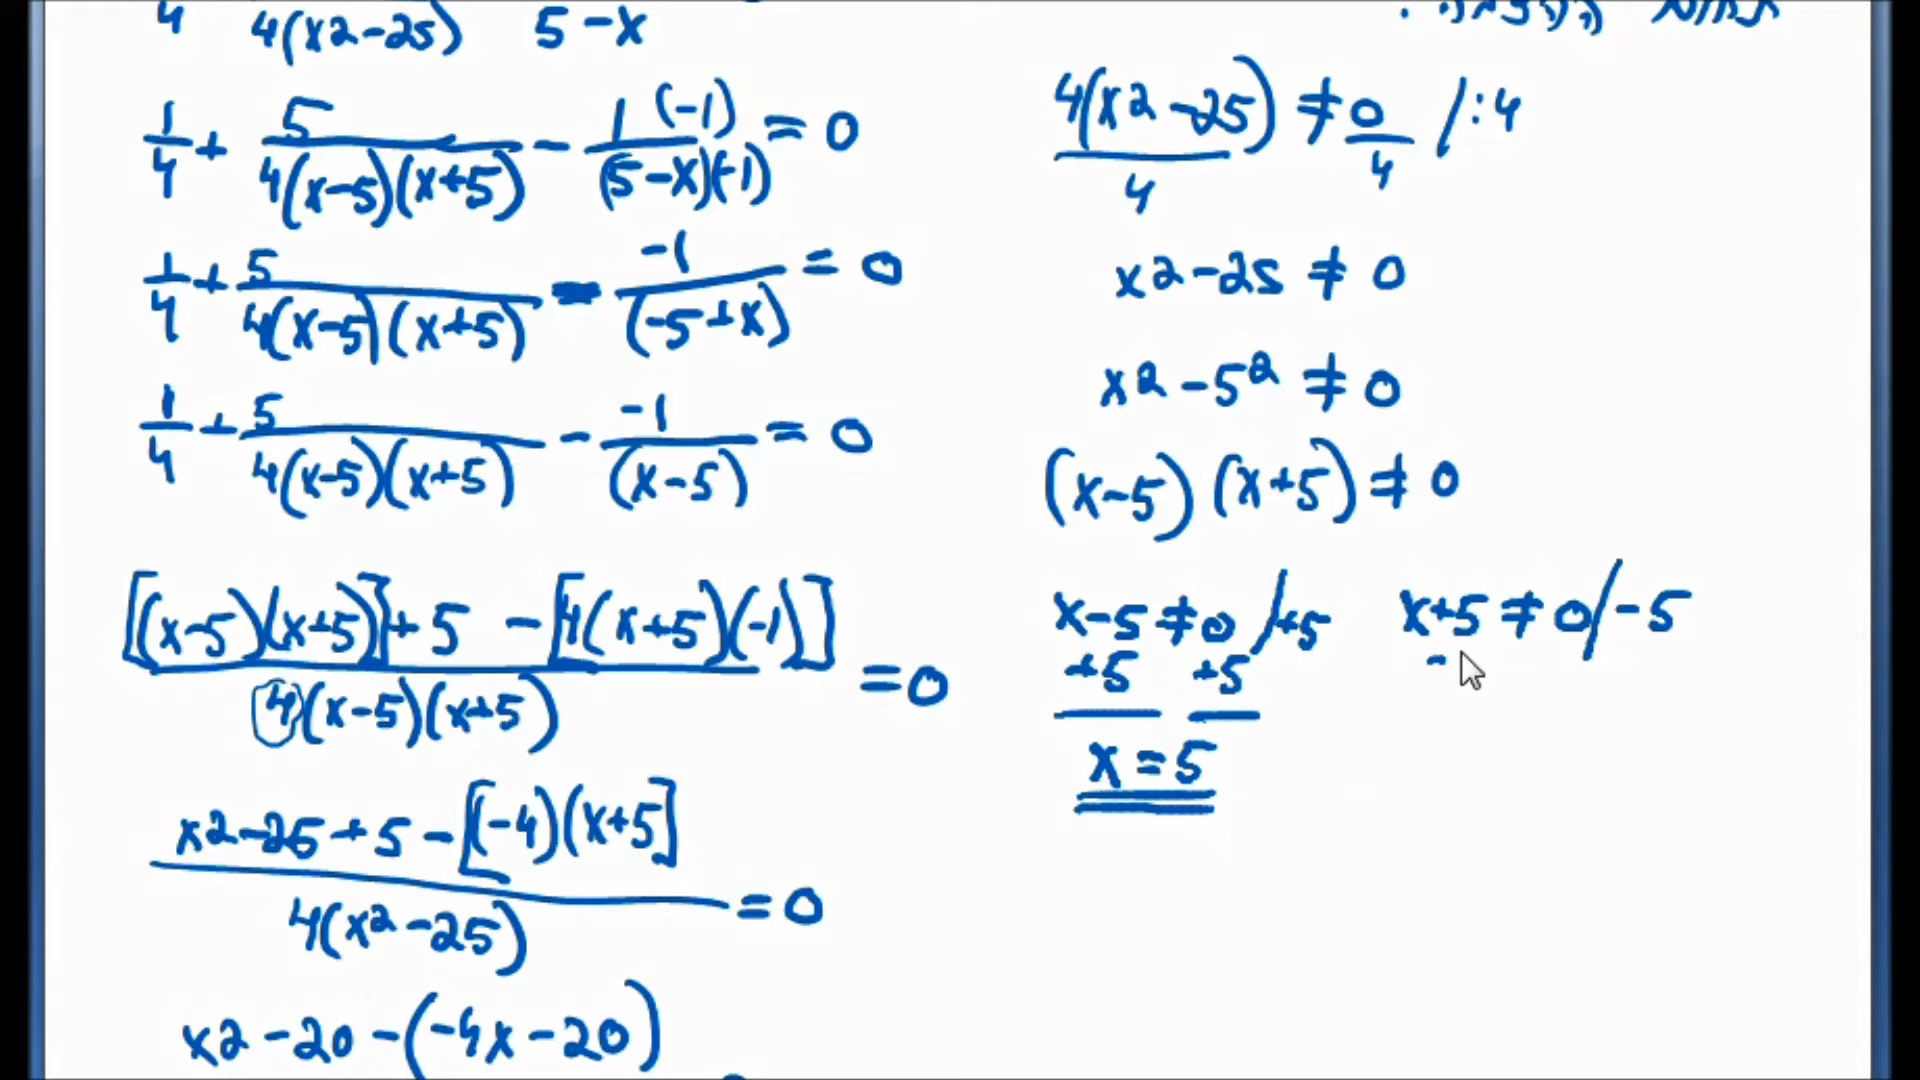 4 4(x2-25) 5-x
1/4 + 5/4(x-5)(x+5) - 1(-1)/(5-x)(-1) = 0
1/4 + 5/4(x-5)(x+5) - -1/(-5+x) = 0
1/4 + 5/4(x-5)(x+5) - -1/(x-5) = 0
[(x-5)(x+5)]+5 - [4(x+5)(-1)]
4(x-5)(x+5)
=0
x2-25+5-[(-4)(x+5]
4(x2-25)
=0
x2-20-(-4x-20)
4(x2-25) ≠ 0 /:4
4 4
x2-25 ≠ 0
x2-5² ≠ 0
(x-5) (x+5) ≠ 0
x-5≠0 /+5 x+5≠0/-5
+5 +5 -
x=5